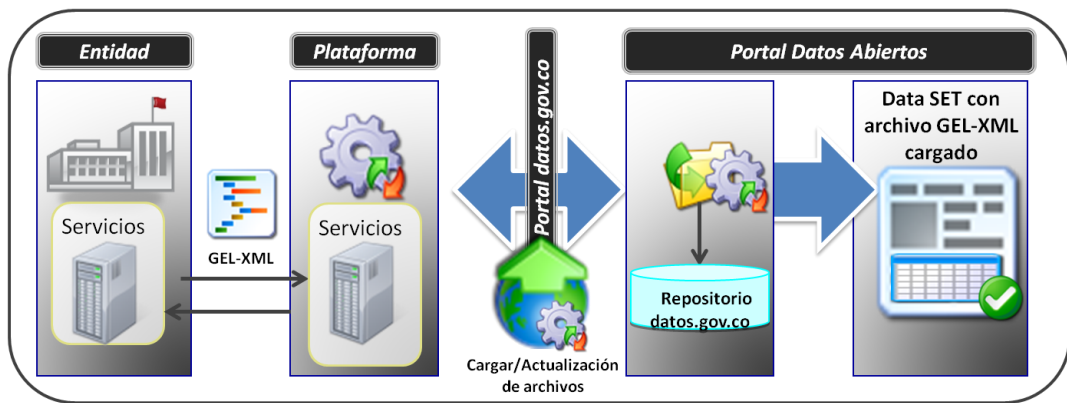 Entidad
Plataforma
Portal datos.gov.co
Portal Datos Abiertos
Servicios
GEL-XML
Servicios
Cargar/Actualización
de archivos
Repositorio
datos.gov.co
Data SET con
archivo GEL-XML
cargado